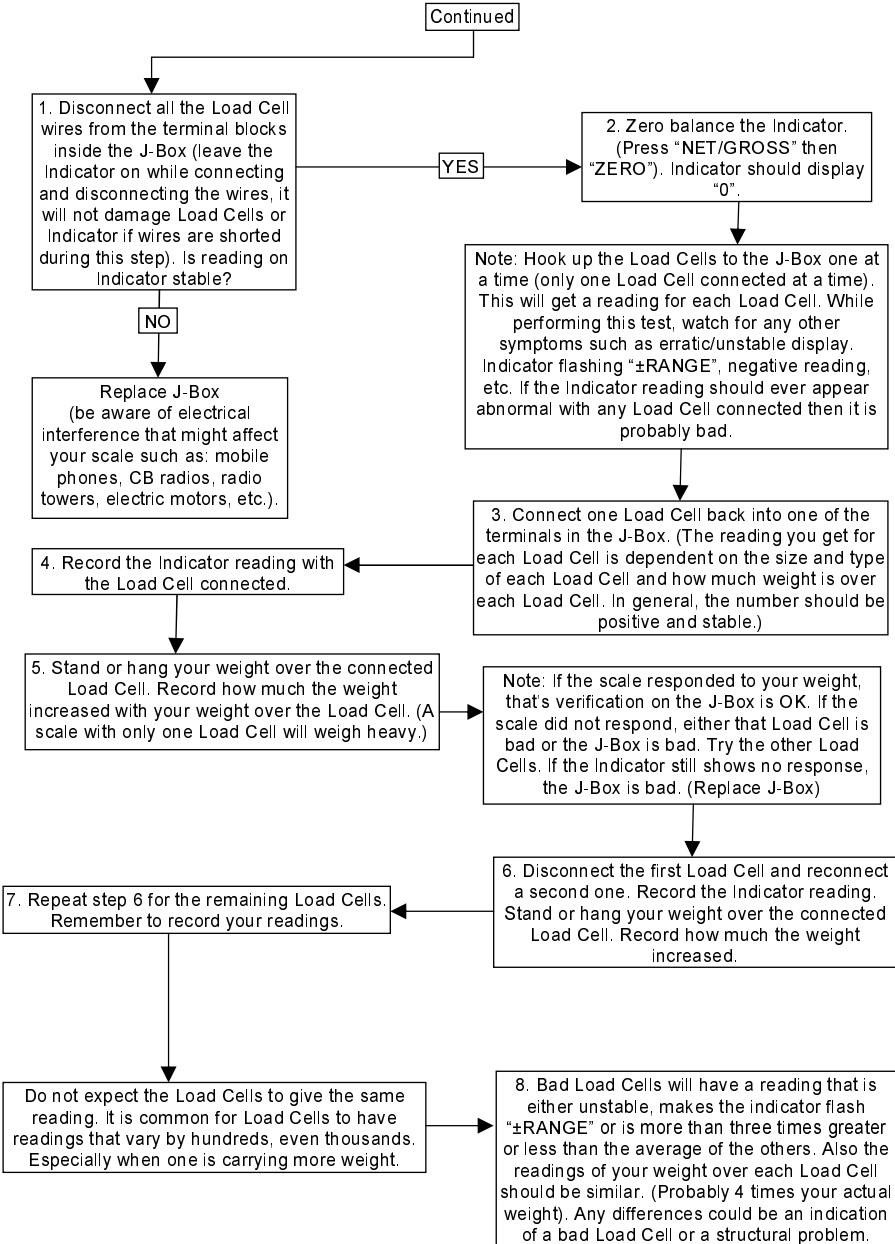 Continued
1. Disconnect all the Load Cell
wires from the terminal blocks
inside the J-Box (leave the
Indicator on while connecting
and disconnecting the wires, it
will not damage Load Cells or
Indicator if wires are shorted
during this step). Is reading on
Indicator stable?
YES
2. Zero balance the Indicator.
(Press “NET/GROSS” then
“ZERO”). Indicator should display
“0”.
NO
Replace J-Box
(be aware of electrical
interference that might affect
your scale such as: mobile
phones, CB radios, radio
towers, electric motors, etc.).
Note: Hook up the Load Cells to the J-Box one at
a time (only one Load Cell connected at a time).
This will get a reading for each Load Cell. While
performing this test, watch for any other
symptoms such as erratic/unstable display.
Indicator flashing “±RANGE”, negative reading,
etc. If the Indicator reading should ever appear
abnormal with any Load Cell connected then it is
probably bad.
3. Connect one Load Cell back into one of the
terminals in the J-Box. (The reading you get for
each Load Cell is dependent on the size and type
of each Load Cell and how much weight is over
each Load Cell. In general, the number should be
positive and stable.)
4. Record the Indicator reading with
the Load Cell connected.
5. Stand or hang your weight over the connected
Load Cell. Record how much the weight
increased with your weight over the Load Cell. (A
scale with only one Load Cell will weigh heavy.)
Note: If the scale responded to your weight,
that’s verification on the J-Box is OK. If the
scale did not respond, either that Load Cell is
bad or the J-Box is bad. Try the other Load
Cells. If the Indicator still shows no response,
the J-Box is bad. (Replace J-Box)
6. Disconnect the first Load Cell and reconnect
a second one. Record the Indicator reading.
Stand or hang your weight over the connected
Load Cell. Record how much the weight
increased.
7. Repeat step 6 for the remaining Load Cells.
Remember to record your readings.
Do not expect the Load Cells to give the same
reading. It is common for Load Cells to have
readings that vary by hundreds, even thousands.
Especially when one is carrying more weight.
8. Bad Load Cells will have a reading that is
either unstable, makes the indicator flash
“±RANGE” or is more than three times greater
or less than the average of the others. Also the
readings of your weight over each Load Cell
should be similar. (Probably 4 times your actual
weight). Any differences could be an indication
of a bad Load Cell or a structural problem.